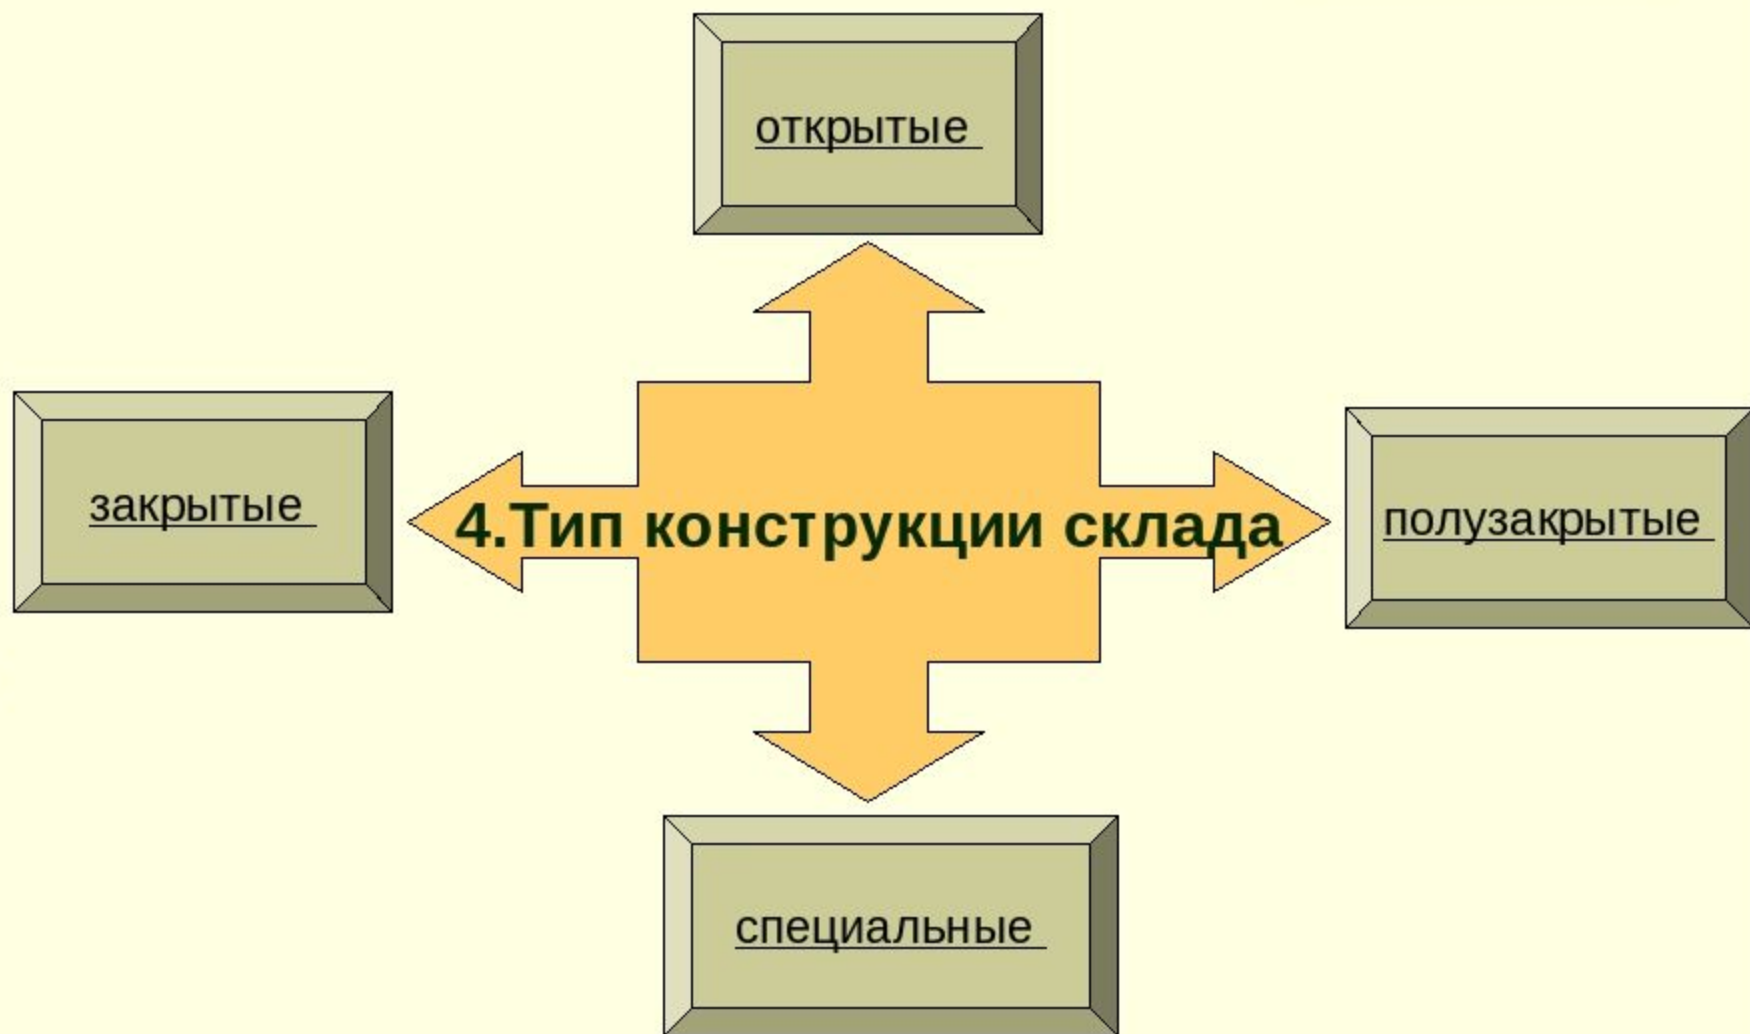 открытые
закрытые
4.Тип конструкции склада
полузакрытые
специальные